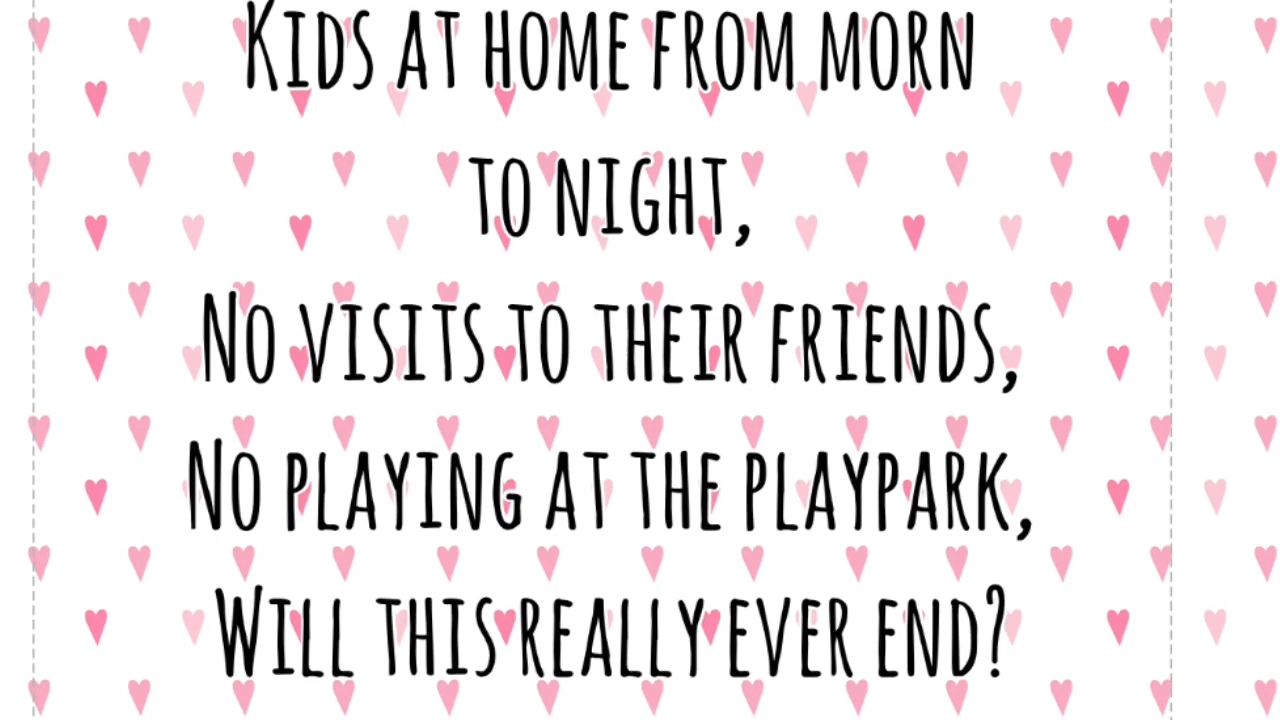 Kids at home from morn
to night,
No visits to their friends,
No playing at the playpark,
Will this really ever end?